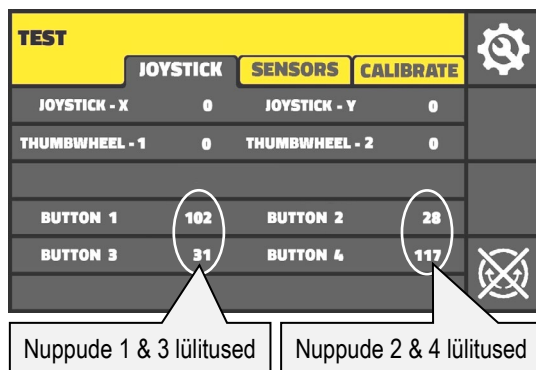 TEST
JOYSTICK SENSORS CALIBRATE
JOYSTICK - X 0 JOYSTICK - Y 0
THUMBWHEEL - 1 0 THUMBWHEEL - 2 0
BUTTON 1 102 BUTTON 2 28
BUTTON 3 31 BUTTON 4 117
Nuppude 1 & 3 lülitused Nuppude 2 & 4 lülitused